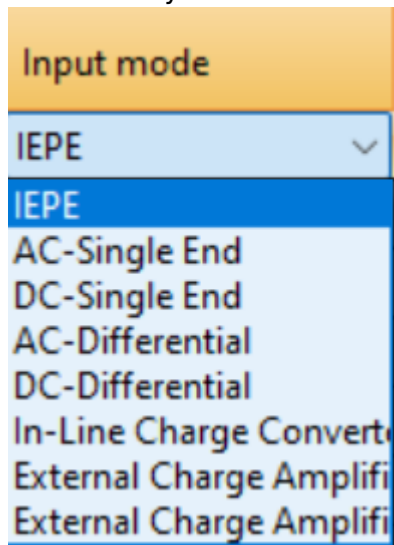 Input mode
IEPE
IEPE
AC-Single End
DC-Single End
AC-Differential
DC-Differential
In-Line Charge Converte
External Charge Amplifi
External Charge Amplifi